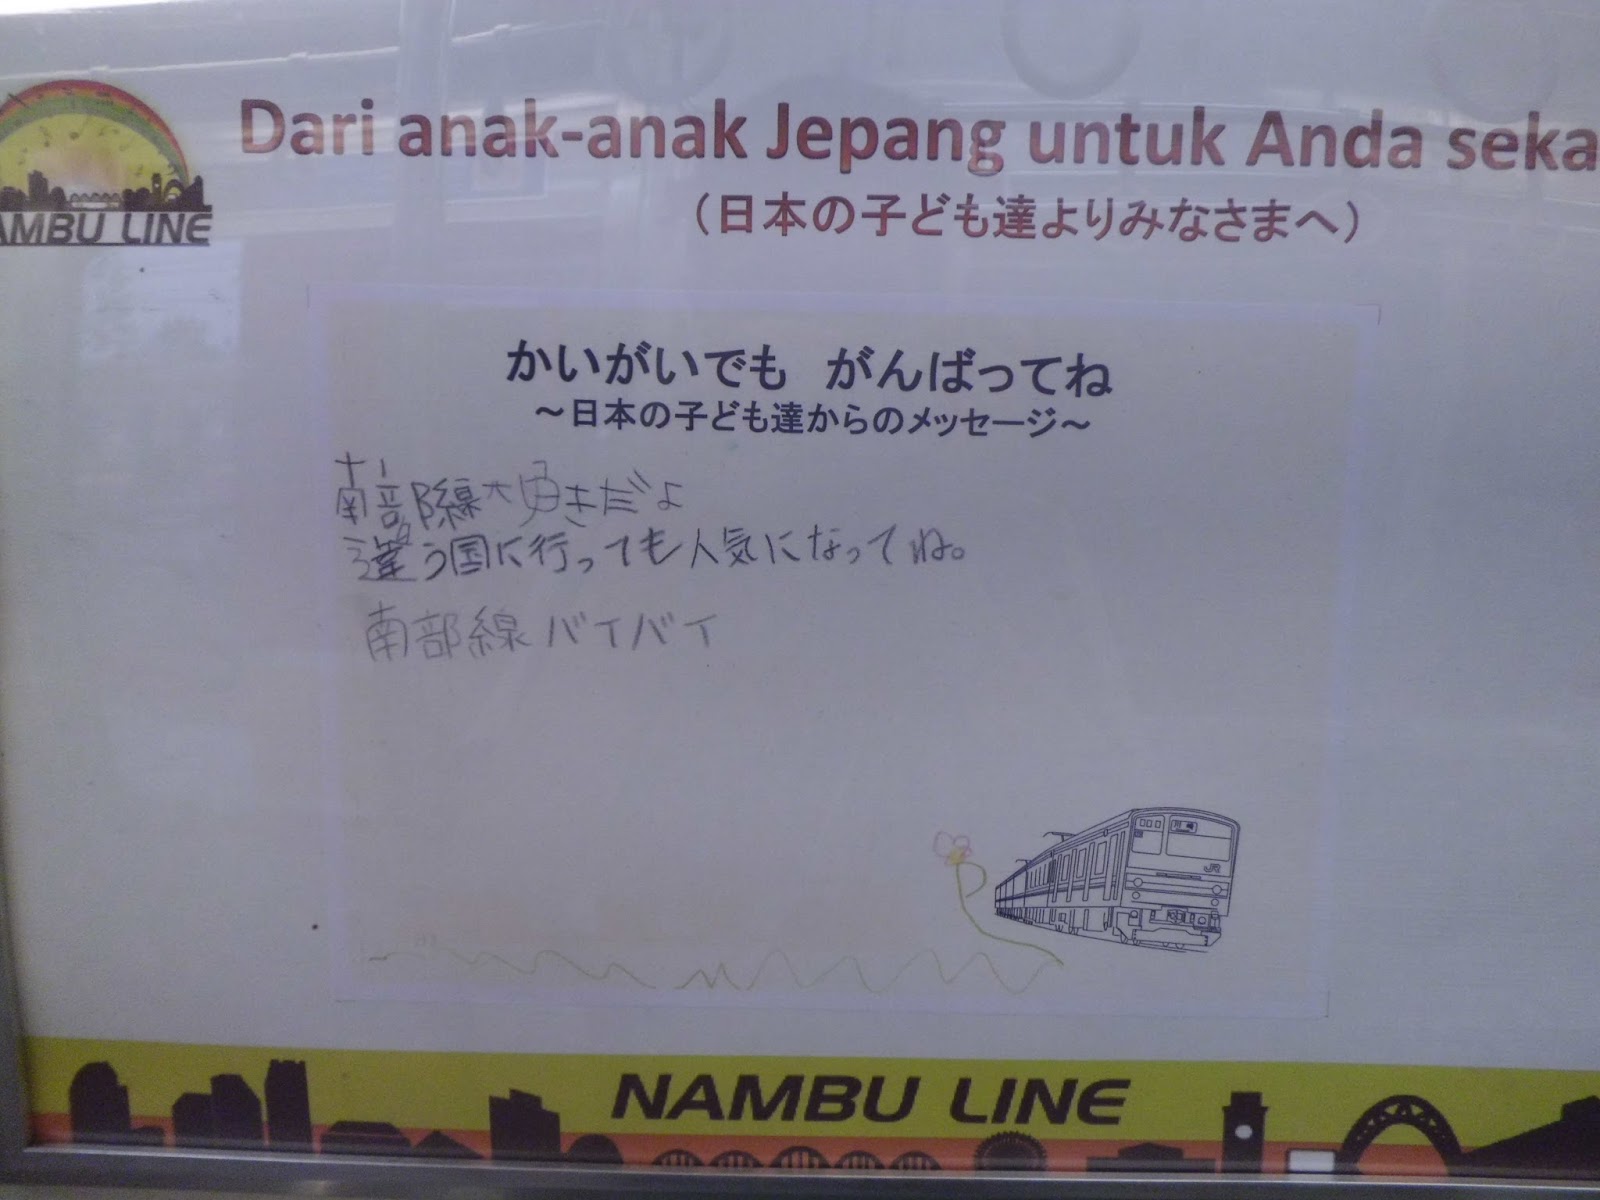 Dari anak-anak Jepang untuk Anda seka
(日本の子ども達よりみなさまへ)
AMBU LINE
かいがいでも がんばってね
～日本の子ども達からのメッセージ～
南部線大好きだよ
違う国に行っても人気になってね。
南部線バイバイ
JR
NAMBU LINE